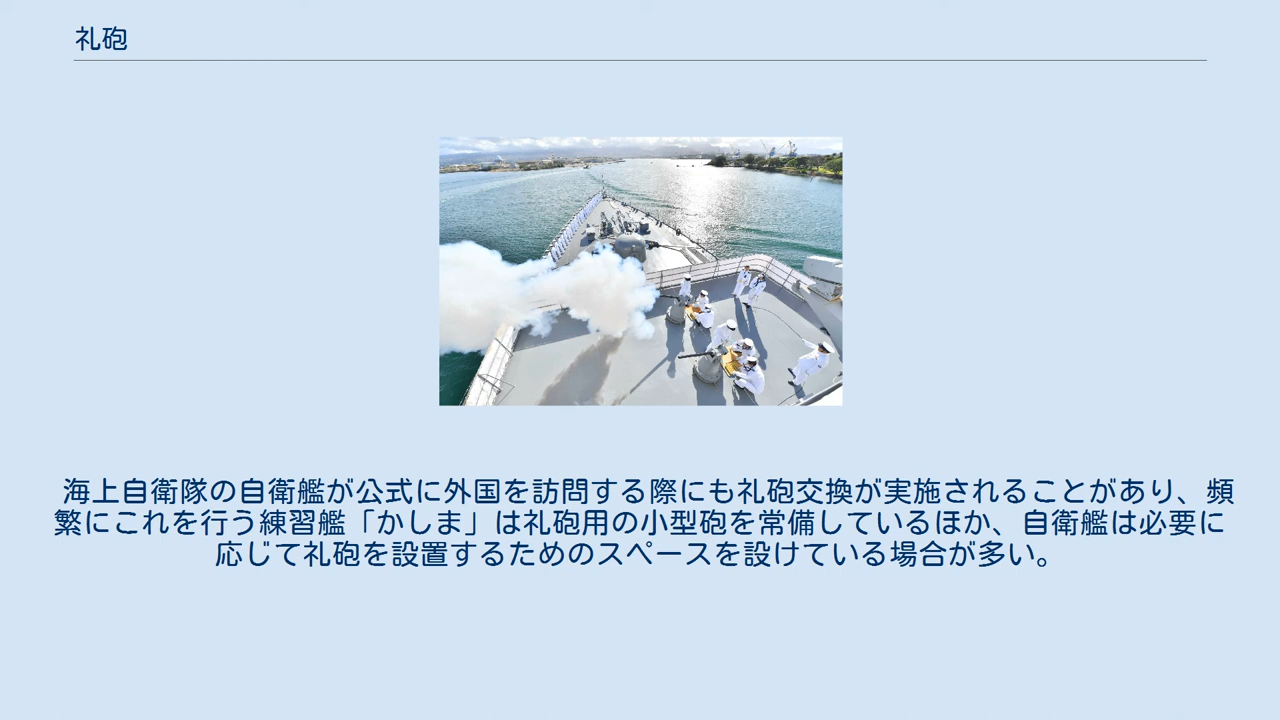 礼砲
海上自衛隊の自衛艦が公式に外国を訪問する際にも礼砲交換が実施されることがあり、頻
繁にこれを行う練習艦「かしま」は礼砲用の小型砲を常備しているほか、自衛艦は必要に
応じて礼砲を設置するためのスペースを設けている場合が多い。